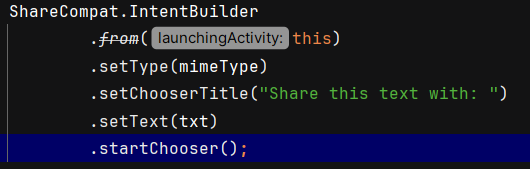 ShareCompat.IntentBuilder
.from( launchingActivity: this)
.setType(mimeType)
.setChooserTitle("Share this text with: ")
.setText(txt)
.startChooser();